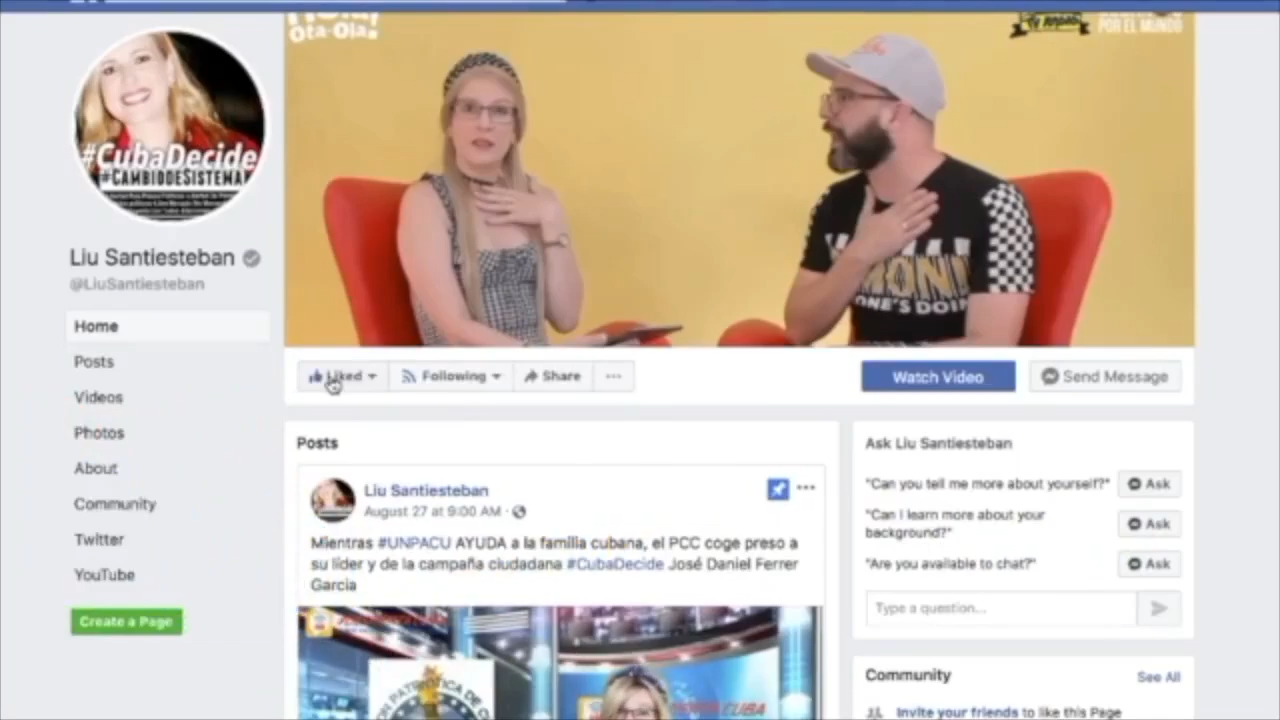 Ota-Ola!
POR EL MUNDO
#CubaDecide
#CAMBIODESISTEMA
Liu Santiesteban
@LiuSantiesteban
Home
Posts
Videos
Photos
About
Community
Twitter
YouTube
Create a Page
ONE'S DOIN
Liked
Following
Share
Watch Video
Send Message
Posts
Liu Santiesteban
August 27 at 9:00 AM
Mientras #UNPACU AYUDA a la familia cubana, el PCC coge preso a
su líder y de la campaña ciudadana #CubaDecide José Daniel Ferrer
Garcia
Ask Liu Santiesteban
"Can you tell me more about yourself?"
Ask
"Can I learn more about your
background?"
Ask
"Are you available to chat?"
Ask
Type a question...
Community
See All
Invite your friends to like this Page